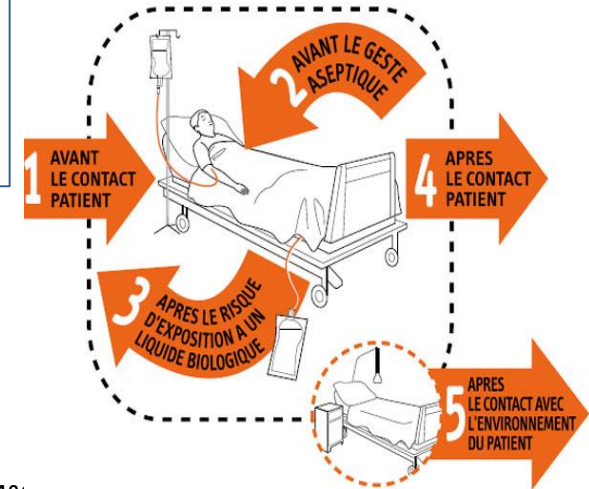 1 AVANT
LE CONTACT
PATIENT
2 AVANT LE GESTE
ASEPTIQUE
3 APRES LE RISQUE
D'EXPOSITION A UN
LIQUIDE BIOLOGIQUE
4 APRES
LE CONTACT
PATIENT
5 APRES
LE CONTACT AVEC
L'ENVIRONNEMENT
DU PATIENT